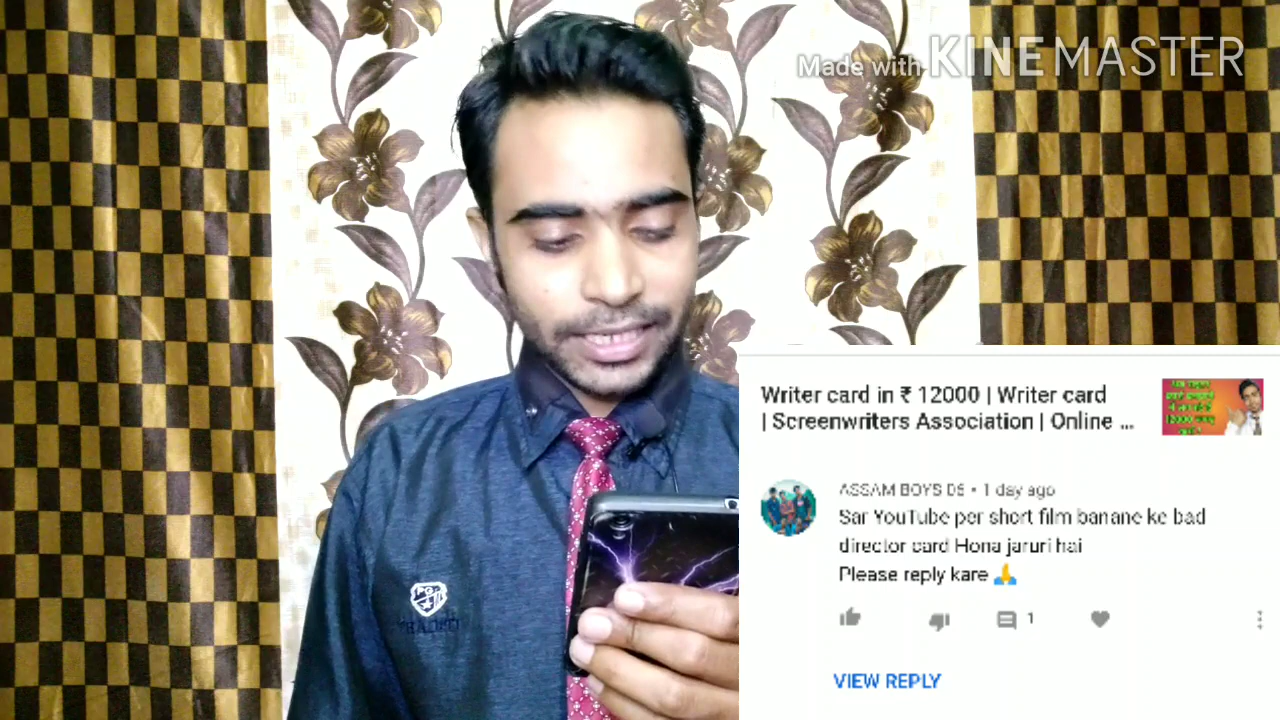 Made with KINEMASTER
Writer card in ₹ 12000 | Writer card
| Screenwriters Association | Online ...
ASSAM BOYS 06 • 1 day ago
Sar YouTube per short film banane ke bad
director card Hona jaruri hai
Please reply kare 🙏
1
VIEW REPLY